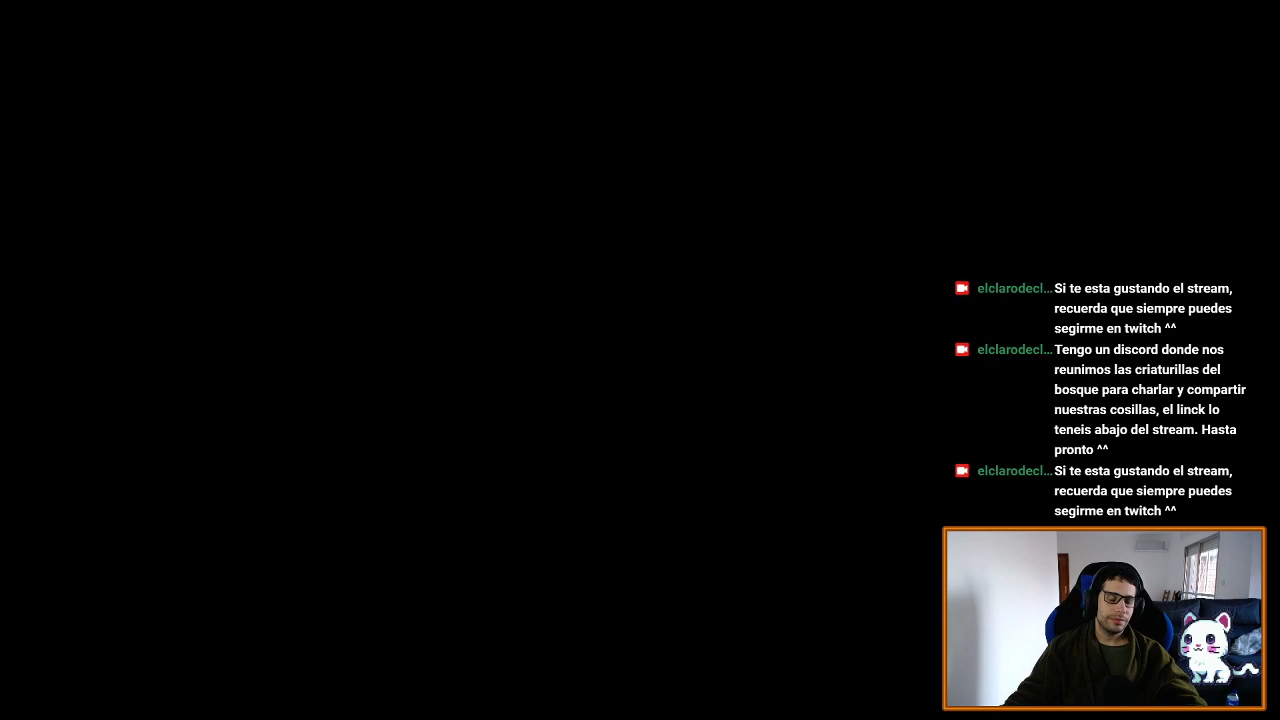 elclarodecl... Si te esta gustando el stream,
recuerda que siempre puedes
segirme en twitch ^^
elclarodecl... Tengo un discord donde nos
reunimos las criaturillas del
bosque para charlar y compartir
nuestras cosillas, el linck lo
teneis abajo del stream. Hasta
pronto ^^
elclarodecl... Si te esta gustando el stream,
recuerda que siempre puedes
segirme en twitch ^^